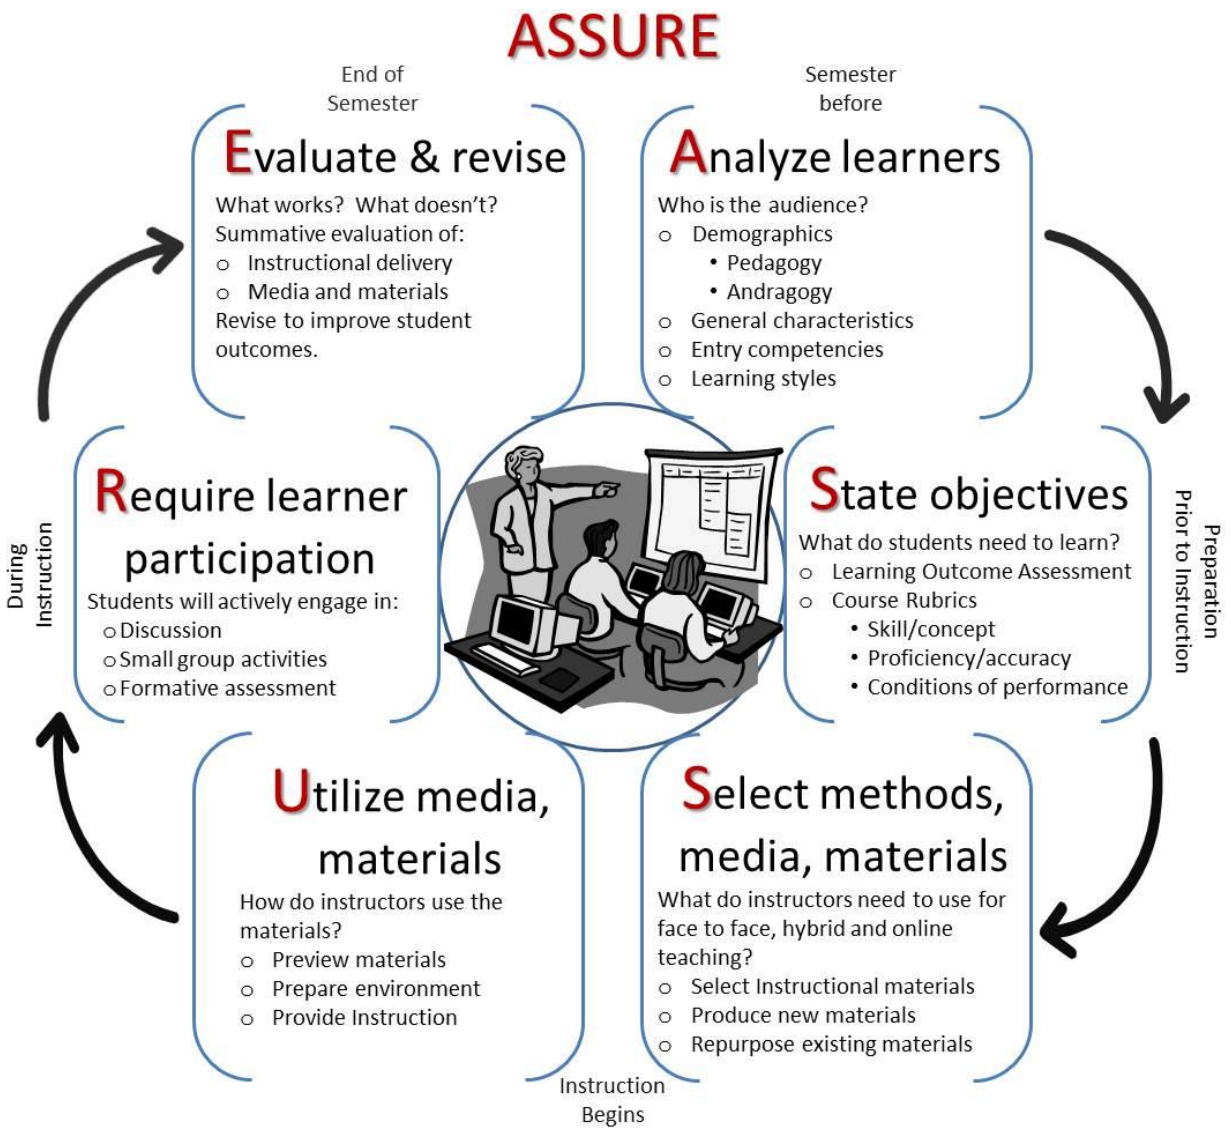 ASSURE
End of
Semester
Evaluate & revise
What works?  What doesn't?
Summative evaluation of:
o Instructional delivery
o Media and materials
Revise to improve student
outcomes.
Semester
before
Analyze learners
Who is the audience?
o Demographics
• Pedagogy
• Andragogy
o General characteristics
o Entry competencies
o Learning styles
During
Instruction
Require learner
participation
Students will actively engage in:
o Discussion
o Small group activities
o Formative assessment
State objectives
What do students need to learn?
o Learning Outcome Assessment
o Course Rubrics
• Skill/concept
• Proficiency/accuracy
• Conditions of performance
Preparation
Prior to Instruction
Utilize media,
materials
How do instructors use the
materials?
o Preview materials
o Prepare environment
o Provide Instruction
Select methods,
media, materials
What do instructors need to use for
face to face, hybrid and online
teaching?
o Select Instructional materials
o Produce new materials
o Repurpose existing materials
Instruction
Begins